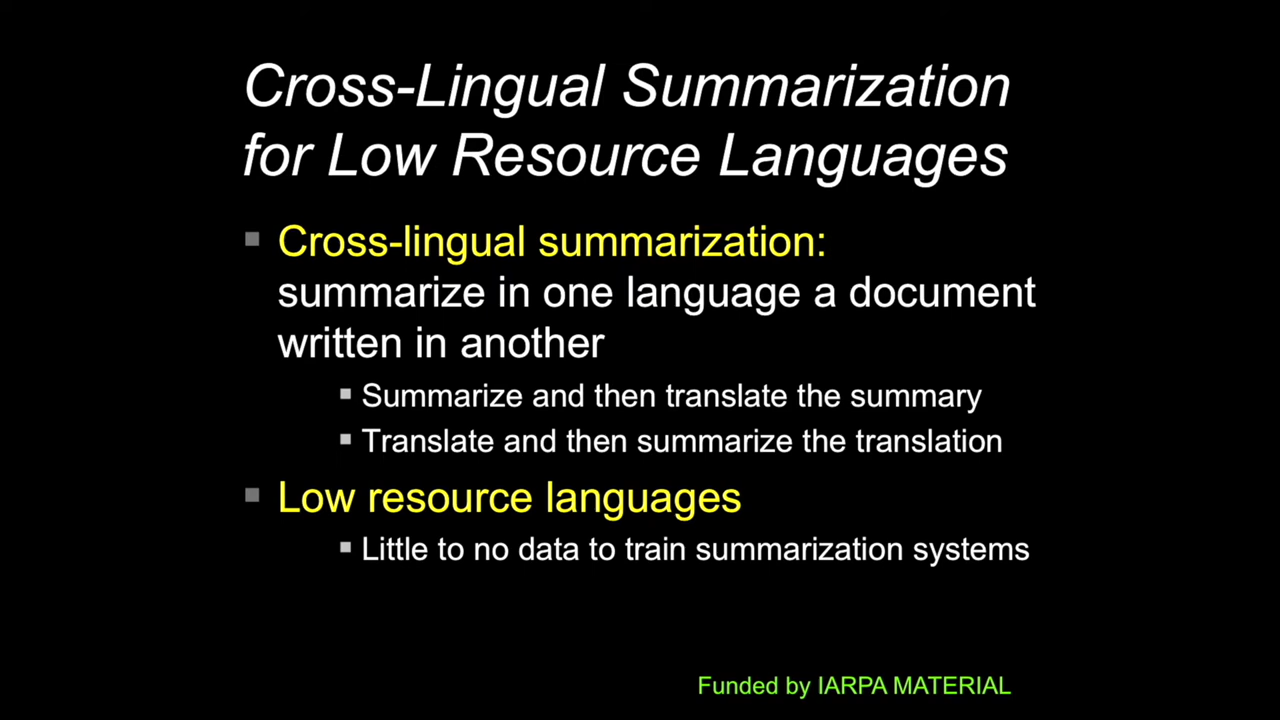 Cross-Lingual Summarization
for Low Resource Languages
Cross-lingual summarization:
summarize in one language a document
written in another
Summarize and then translate the summary
Translate and then summarize the translation
Low resource languages
Little to no data to train summarization systems
Funded by IARPA MATERIAL